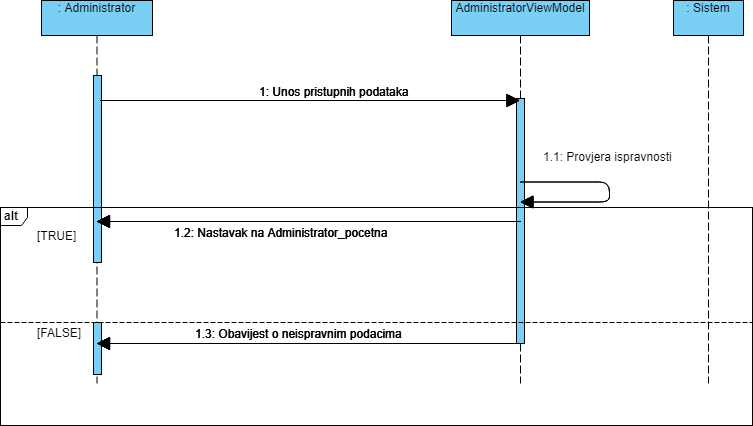 : Administrator
AdministratorViewModel
: Sistem
1: Unos pristupnih podataka
1.1: Provjera ispravnosti
alt
1.2: Nastavak na Administrator_pocetna
[TRUE]
[FALSE]
1.3: Obavijest o neispravnim podacima